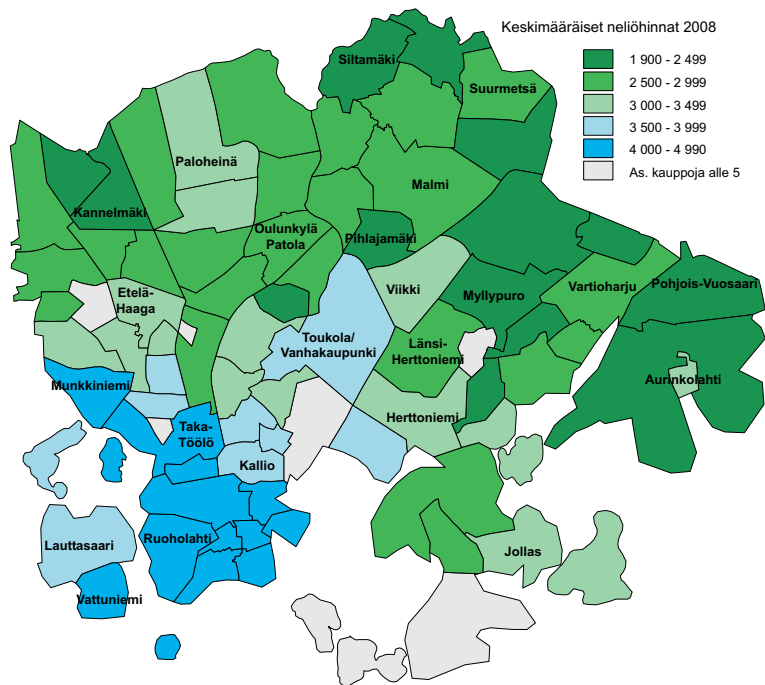 Keskimääräiset neliöhinnat 2008
1 900 - 2 499
2 500 - 2 999
3 000 - 3 499
3 500 - 3 999
4 000 - 4 990
As. kauppoja alle 5
Siltamäki
Suurmetsä
Paloheinä
Malmi
Kannelmäki
Oulunkylä
Patola
Pihlajamäki
Viikki
Myllypuro
Vartioharju
Pohjois-Vuosaari
Etelä-
Haaga
Toukola/
Vanhakaupunki
Länsi-
Herttoniemi
Aurinkolahti
Munkkiniemi
Herttoniemi
Taka-
Töölö
Kallio
Lauttasaari
Ruoholahti
Jollas
Vattuniemi